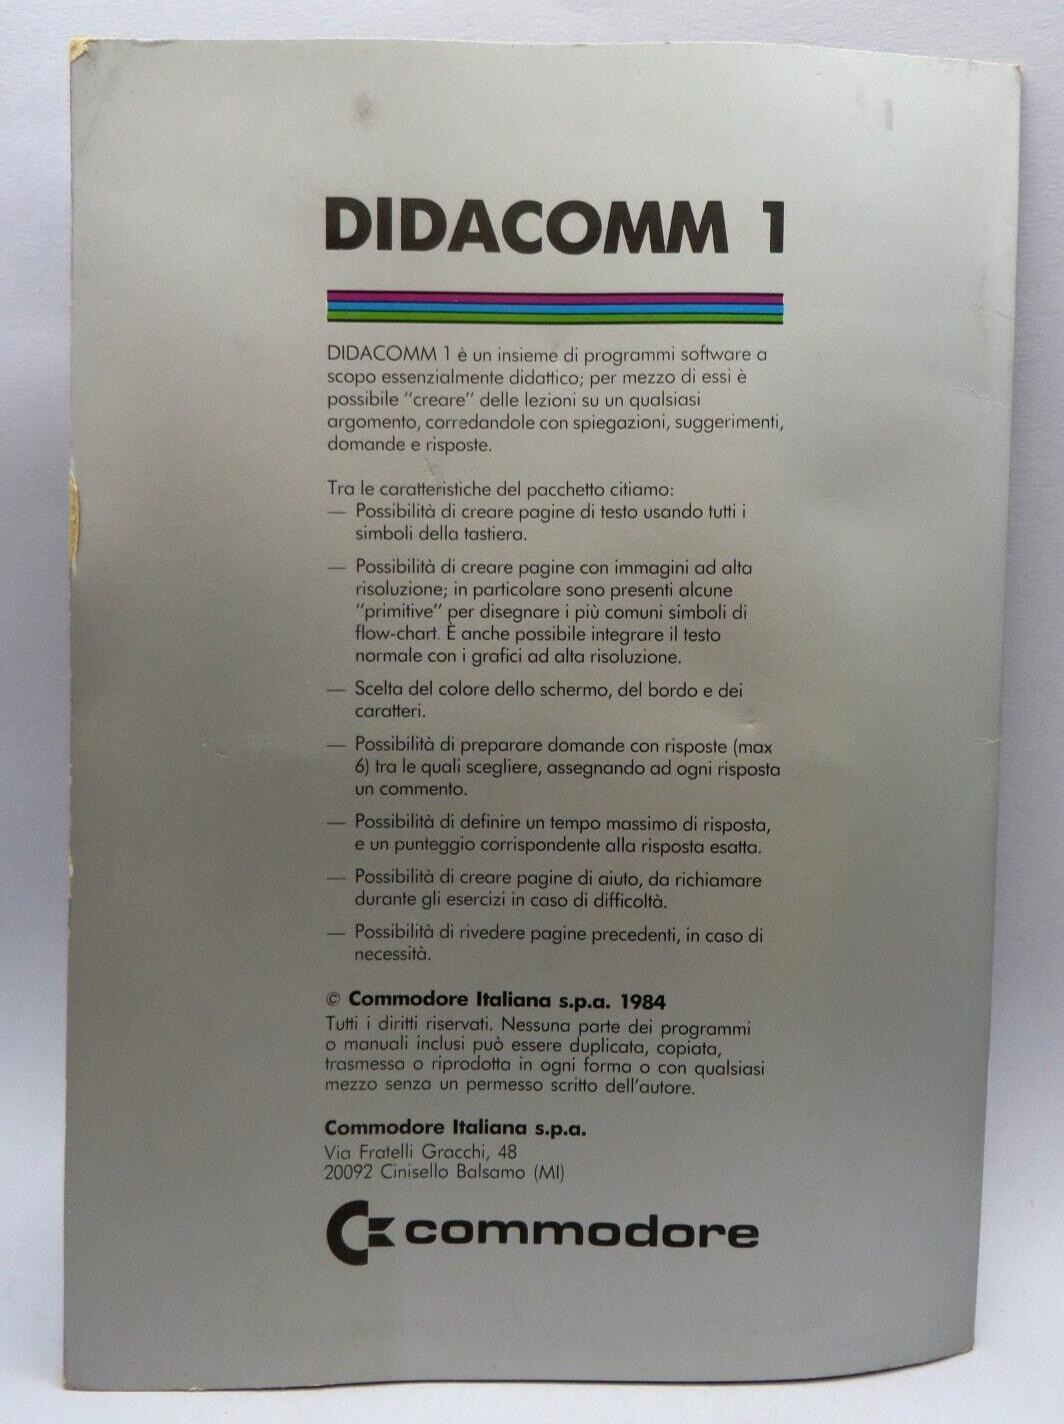 DIDACOMM 1
DIDACOMM 1 è un insieme di programmi software a
scopo essenzialmente didattico; per mezzo di essi è
possibile "creare" delle lezioni su un qualsiasi
argomento, corredandole con spiegazioni, suggerimenti,
domande e risposte.
Tra le caratteristiche del pacchetto citiamo:
— Possibilità di creare pagine di testo usando tutti i
simboli della tastiera.
— Possibilità di creare pagine con immagini ad alta
risoluzione; in particolare sono presenti alcune
"primitive" per disegnare i più comuni simboli di
flow-chart. È anche possibile integrare il testo
normale con i grafici ad alta risoluzione.
— Scelta del colore dello schermo, del bordo e dei
caratteri.
— Possibilità di preparare domande con risposte (max
6) tra le quali scegliere, assegnando ad ogni risposta
un commento.
— Possibilità di definire un tempo massimo di risposta,
e un punteggio corrispondente alla risposta esatta.
— Possibilità di creare pagine di aiuto, da richiamare
durante gli esercizi in caso di difficoltà.
— Possibilità di rivedere pagine precedenti, in caso di
necessità.
© Commodore Italiana s.p.a. 1984
Tutti i diritti riservati. Nessuna parte dei programmi
o manuali inclusi può essere duplicata, copiata,
trasmessa o riprodotta in ogni forma o con qualsiasi
mezzo senza un permesso scritto dell'autore.
Commodore Italiana s.p.a.
Via Fratelli Gracchi, 48
20092 Cinisello Balsamo (MI)
commodore